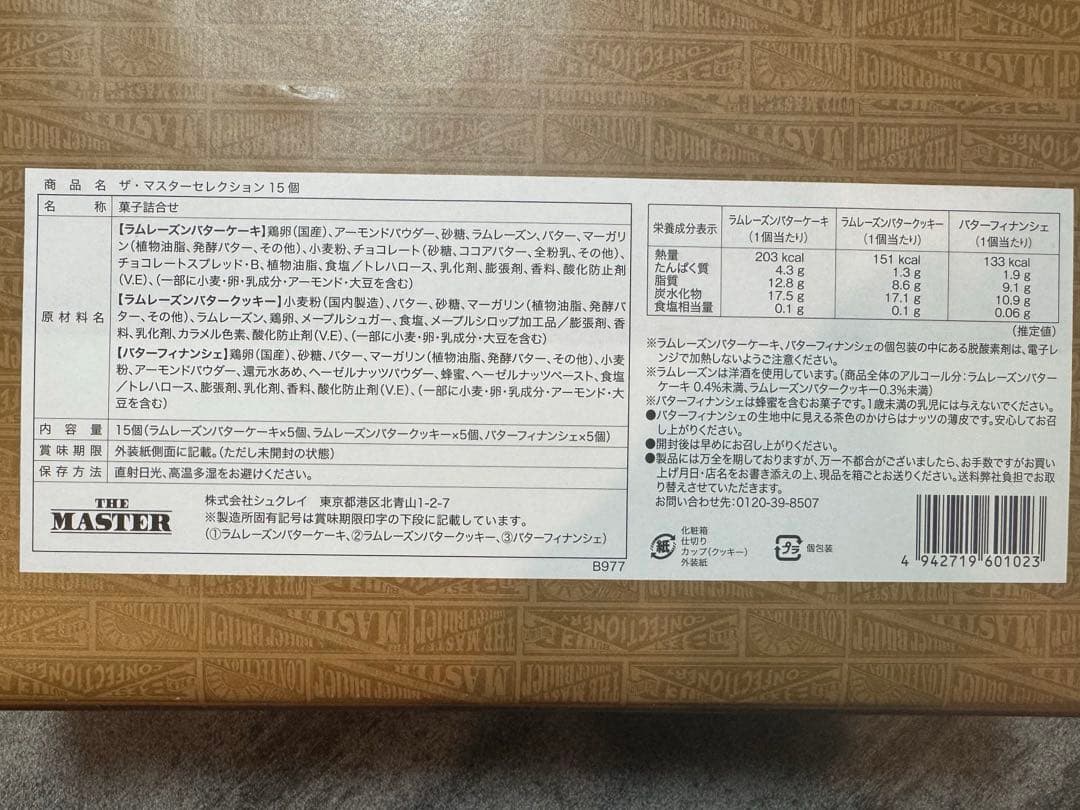 商品名 ザ・マスターセレクション 15個
名称 菓子詰合せ
原材料名
【ラムレーズンバターケーキ】鶏卵(国産)、アーモンドパウダー、砂糖、ラムレーズン、バター、マーガリ
ン(植物油脂、発酵バター、その他)、小麦粉、チョコレート(砂糖、ココアバター、全粉乳、その他)、
チョコレートスプレッド・B、植物油脂、食塩／トレハロース、乳化剤、膨張剤、香料、酸化防止剤
(V.E)、(一部に小麦・卵・乳成分・アーモンド・大豆を含む)
【ラムレーズンバタークッキー】小麦粉(国内製造)、バター、砂糖、マーガリン(植物油脂、発酵バ
ター、その他)、ラムレーズン、鶏卵、メープルシュガー、食塩、メープルシロップ加工品／膨張剤、香
料、乳化剤、カラメル色素、酸化防止剤(V.E)、(一部に小麦・卵・乳成分・大豆を含む)
【バターフィナンシェ】鶏卵(国産)、砂糖、バター、マーガリン(植物油脂、発酵バター、その他)、小麦
粉、アーモンドパウダー、還元水あめ、ヘーゼルナッツパウダー、蜂蜜、ヘーゼルナッツペースト、食塩
／トレハロース、膨張剤、乳化剤、香料、酸化防止剤(V.E)、(一部に小麦・卵・乳成分・アーモンド・大
豆を含む)
内容量 15個(ラムレーズンバターケーキ×5個、ラムレーズンバタークッキー×5個、バターフィナンシェ×5個)
賞味期限 外装紙側面に記載。(ただし未開封の状態)
保存方法 直射日光、高温多湿をお避けください。
THE
MASTER
株式会社シュクレイ 東京都港区北青山1-2-7
※製造所固有記号は賞味期限印字の下段に記載しています。
(①ラムレーズンバターケーキ、②ラムレーズンバタークッキー、③バターフィナンシェ)
B977
栄養成分表示 ラムレーズンバターケーキ(1個当たり) ラムレーズンバタークッキー(1個当たり) バターフィナンシェ(1個当たり)
熱量 203 kcal 151 kcal 133 kcal
たんぱく質 4.3 g 1.3 g 1.9 g
脂質 12.8 g 8.6 g 9.1 g
炭水化物 17.5 g 17.1 g 10.9 g
食塩相当量 0.1 g 0.1 g 0.06 g
(推定値)
※ラムレーズンバターケーキ、バターフィナンシェの個包装の中にある脱酸素剤は、電子レ
ンジで加熱しないようご注意ください。
※ラムレーズンは洋酒を使用しています。(商品全体のアルコール分:ラムレーズンバター
ケーキ 0.4%未満、ラムレーズンバタークッキー0.3%未満)
※バターフィナンシェは蜂蜜を含むお菓子です。1歳未満の乳児には与えないでください。
●バターフィナンシェの生地中に見える茶色のかけらはナッツの薄皮です。安心してお召
し上がりください。
●開封後は早めにお召し上がりください。
●製品には万全を期しておりますが、万一不都合がございましたら、お手数ですがお買い
上げ月日・店名をお書き添えの上、現品を箱ごとお送りください。送料弊社負担でお取
り替えさせていただきます。
お問い合わせ先:0120-39-8507
紙
化粧箱
仕切り
カップ(クッキー)
外装紙
プラ 個包装
4 942719 601023